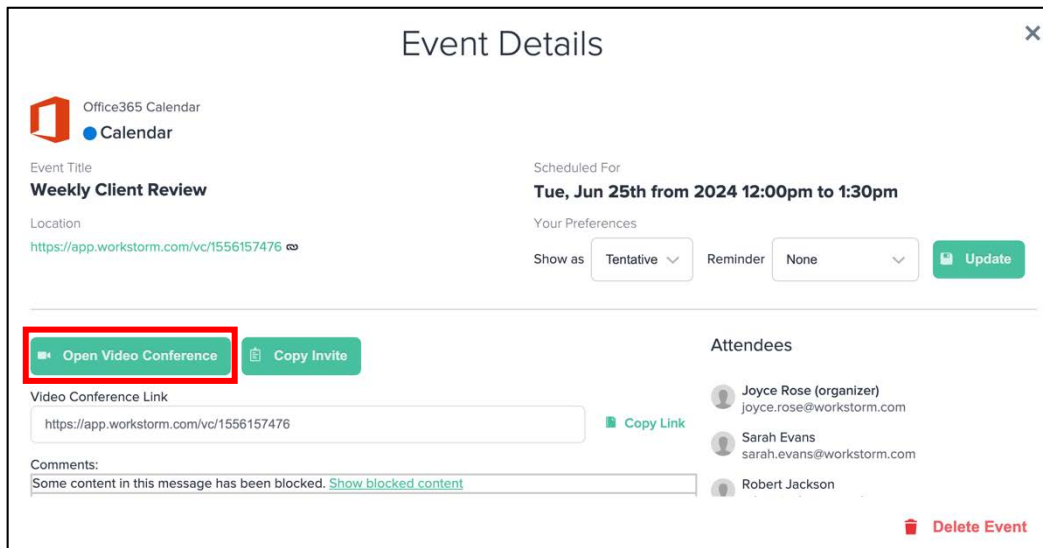 Event Details
Office365 Calendar
Calendar
Event Title
Weekly Client Review
Scheduled For
Tue, Jun 25th from 2024 12:00pm to 1:30pm
Location
https://app.workstorm.com/vc/1556157476
Your Preferences
Show as Tentative Reminder None Update
Open Video Conference Copy Invite
Video Conference Link
https://app.workstorm.com/vc/1556157476 Copy Link
Comments:
Some content in this message has been blocked. Show blocked content
Attendees
Joyce Rose (organizer)
joyce.rose@workstorm.com
Sarah Evans
sarah.evans@workstorm.com
Robert Jackson
Delete Event